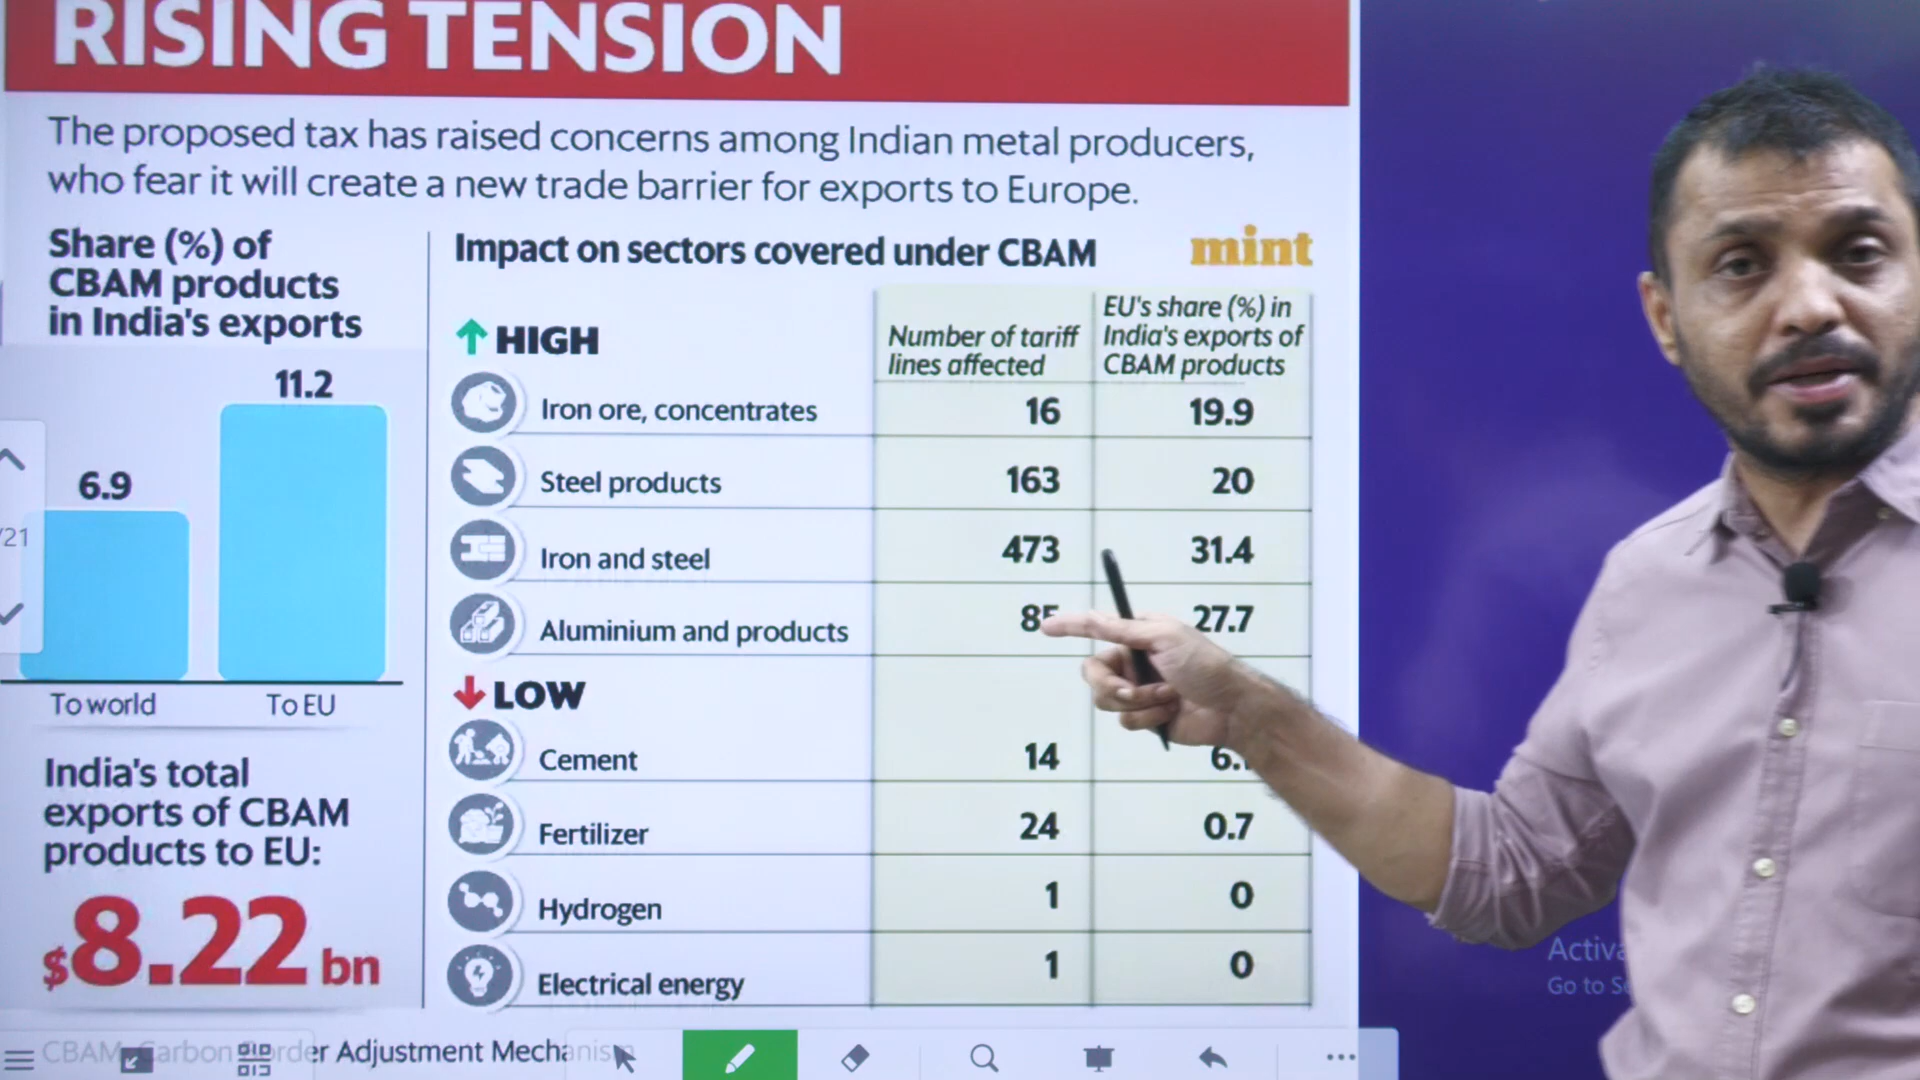 RISING TENSION
The proposed tax has raised concerns among Indian metal producers,
who fear it will create a new trade barrier for exports to Europe.
Share (%) of
CBAM products
in India's exports
11.2
6.9
To world
To EU
India's total
exports of CBAM
products to EU:
$8.22 bn
Impact on sectors covered under CBAM
mint
HIGH
Number of tariff
lines affected
EU's share (%) in
India's exports of
CBAM products
Iron ore, concentrates 16 19.9
Steel products 163 20
Iron and steel 473 31.4
Aluminium and products 27.7
LOW
Cement 14
Fertilizer 24 0.7
Hydrogen 1 0
Electrical energy 1 0
CBAM: Carbon Adjustment
/21
Go to